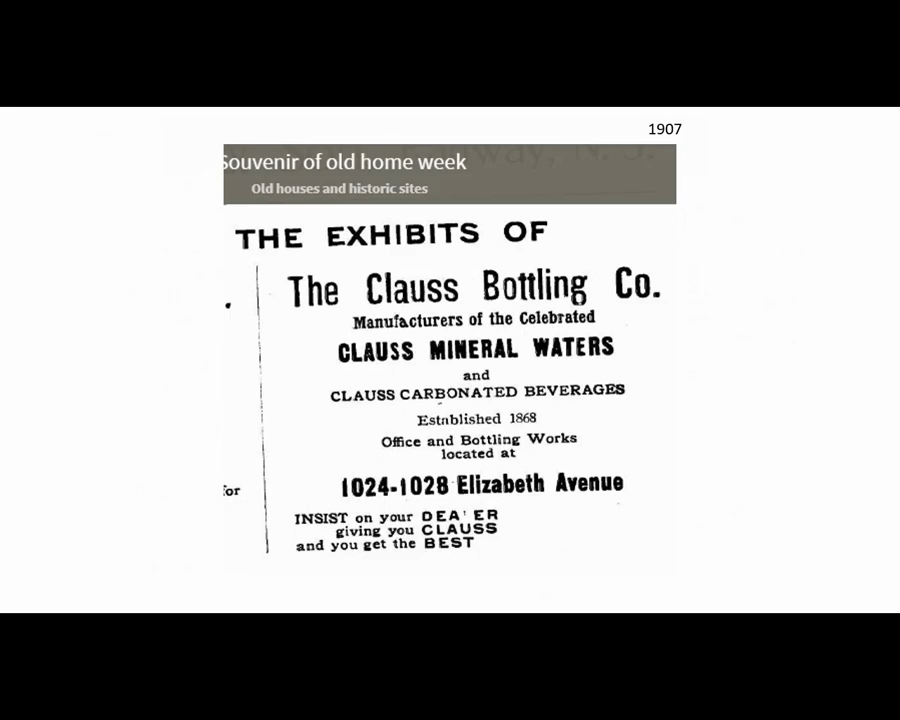 1907
Souvenir of old home week
Old houses and historic sites
THE EXHIBITS OF
The Clauss Bottling Co.
Manufacturers of the Celebrated
CLAUSS MINERAL WATERS
and
CLAUSS CARBONATED BEVERAGES
Established 1868
Office and Bottling Works
located at
1024-1028 Elizabeth Avenue
for
INSIST on your DEA'ER
giving you CLAUSS
and you get the BEST